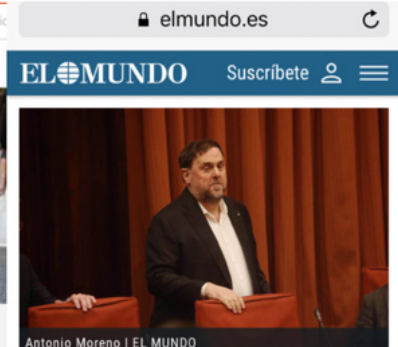 elmundo.es
EL MUNDO
Suscríbete
Antonio Moreno | EL MUNDO